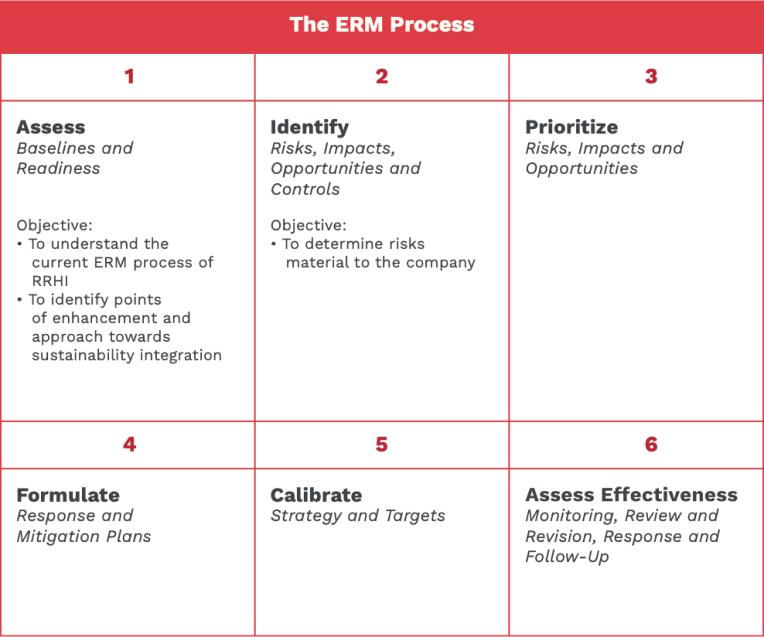 The ERM Process
1
2
3
Assess
Baselines and
Readiness
Objective:
• To understand the
current ERM process of
RRHI
• To identify points
of enhancement and
approach towards
sustainability integration
Identify
Risks, Impacts,
Opportunities and
Controls
Objective:
• To determine risks
material to the company
Prioritize
Risks, Impacts and
Opportunities
4
5
6
Formulate
Response and
Mitigation Plans
Calibrate
Strategy and Targets
Assess Effectiveness
Monitoring, Review and
Revision, Response and
Follow-Up